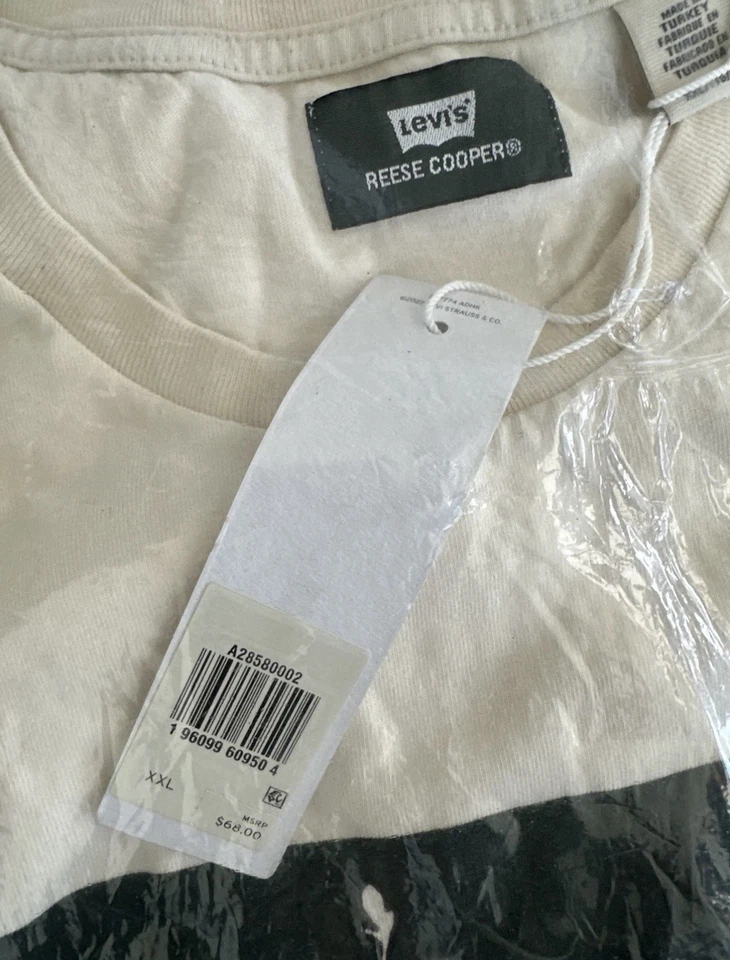 MADE IN
TURKEY
FABRIQUE EN
TURQUIE
FABRICADO EN
TURQUIA
Levi's
REESE COOPER®
STRAUSS & CO.
A28580002
1 96099 60950 4
XXL
MSRP
$68.00